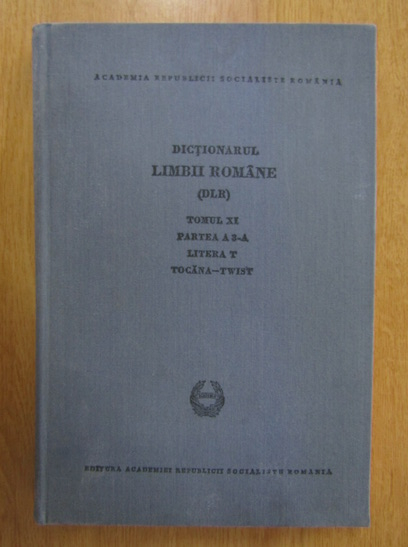 ACADEMIA REPUBLICII SOCIALISTE ROMÂNIA
DICȚIONARUL
LIMBII ROMÂNE
(DLR)
TOMUL XI
PARTEA A 3-A
LITERA T
TOCĂNA–TWIST
EDITURA ACADEMIEI REPUBLICII SOCIALISTE ROMÂNIA